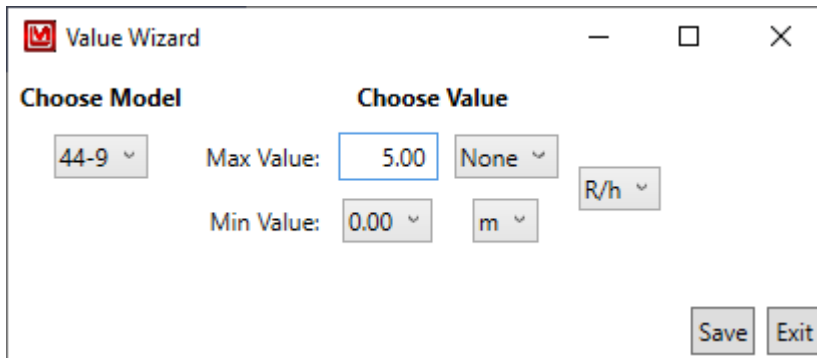 Value Wizard
Choose Model Choose Value
44-9 Max Value: 5.00 None
R/h
Min Value: 0.00 m
Save Exit